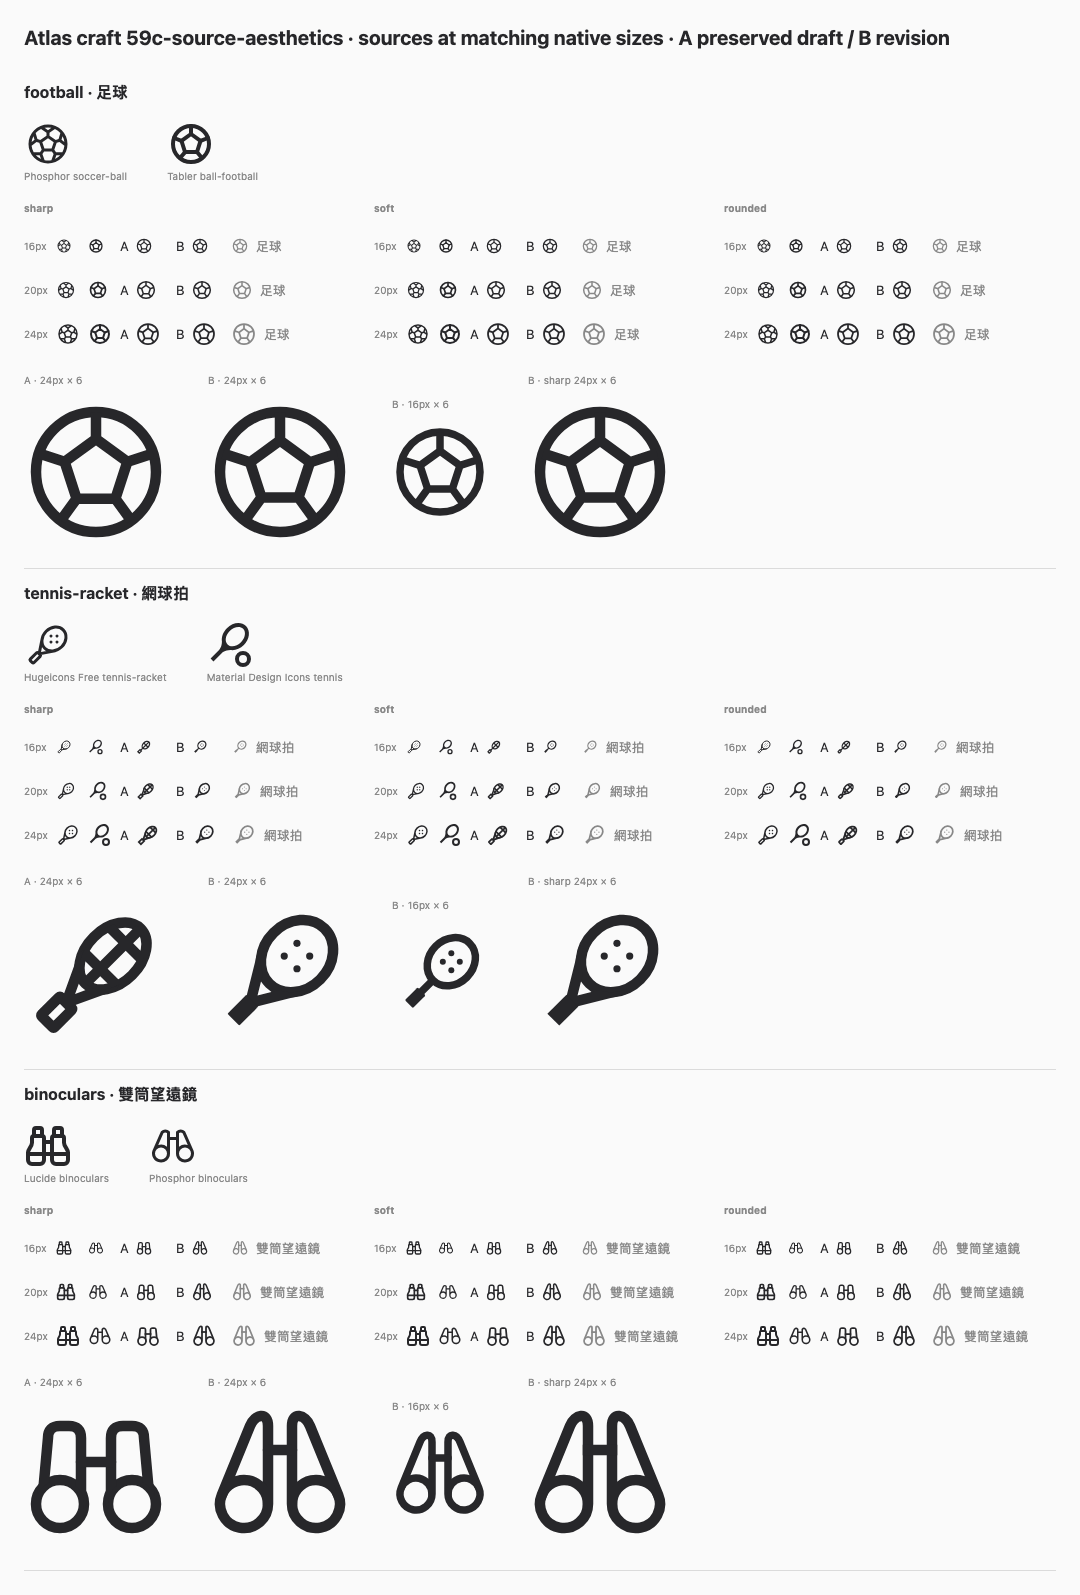 Atlas craft 59c-source-aesthetics · sources at matching native sizes · A preserved draft / B revision
football · 足球
Phosphor soccer-ball
Tabler ball-football
sharp
soft
rounded
16px A B 足球 16px A B 足球 16px A B 足球
20px A B 足球 20px A B 足球 20px A B 足球
24px A B 足球 24px A B 足球 24px A B 足球
A · 24px × 6
B · 24px × 6
B · 16px × 6
B · sharp 24px × 6
tennis-racket · 網球拍
Hugeicons Free tennis-racket
Material Design Icons tennis
sharp
soft
rounded
16px A B 網球拍 16px A B 網球拍 16px A B 網球拍
20px A B 網球拍 20px A B 網球拍 20px A B 網球拍
24px A B 網球拍 24px A B 網球拍 24px A B 網球拍
A · 24px × 6
B · 24px × 6
B · 16px × 6
B · sharp 24px × 6
binoculars · 雙筒望遠鏡
Lucide binoculars
Phosphor binoculars
sharp
soft
rounded
16px A B 雙筒望遠鏡 16px A B 雙筒望遠鏡 16px A B 雙筒望遠鏡
20px A B 雙筒望遠鏡 20px A B 雙筒望遠鏡 20px A B 雙筒望遠鏡
24px A B 雙筒望遠鏡 24px A B 雙筒望遠鏡 24px A B 雙筒望遠鏡
A · 24px × 6
B · 24px × 6
B · 16px × 6
B · sharp 24px × 6